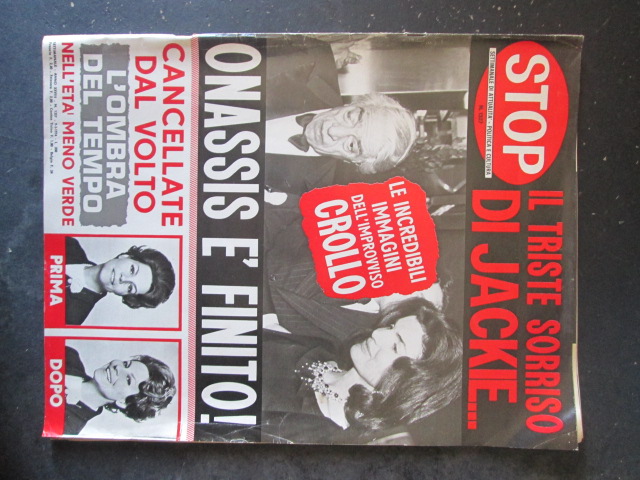 STOP
SETTIMANALE DI ATTUALITÀ - POLITICA E CULTURA
IL TRISTE SORRISO
DI JACKIE...
LE INCREDIBILI
IMMAGINI
DELL'IMPROVVISO
CROLLO
ONASSIS E' FINITO!
CANCELLATE
DAL VOLTO
L'OMBRA
DEL TEMPO
NELL'ETA' MENO VERDE
PRIMA
DOPO